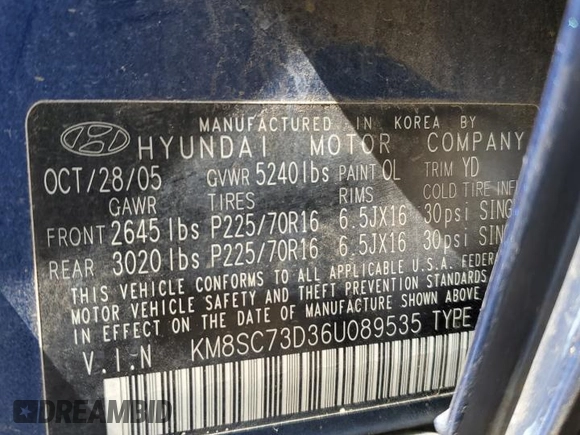 MANUFACTURED IN KOREA BY
HYUNDAI MOTOR COMPANY
OCT/28/05 GVWR 5240lbs PAINT OL TRIM YD
GAWR TIRES RIMS COLD TIRE
FRONT 2645lbs P225/70R16 6.5JX16 30psi
REAR 3020lbs P225/70R16 6.5JX16 30psi
THIS VEHICLE CONFORMS TO ALL APPLICABLE U.S.A.
MOTOR VEHICLE SAFETY AND THEFT PREVENTION STANDARDS
IN EFFECT ON THE DATE OF MANUFACTURE SHOWN ABOVE.
V.I.N KM8SC73D36U089535 TYPE
DREAMBID